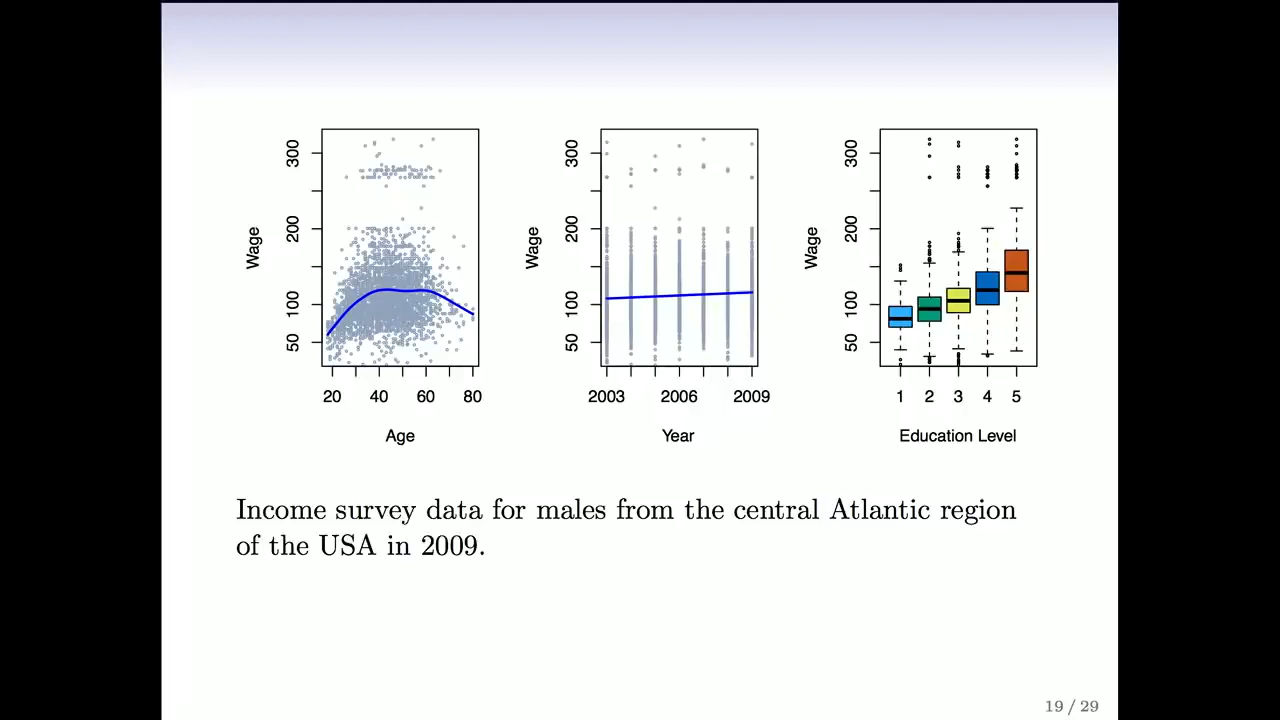 Wage
50
100
200
300
20
40
60
80
Age
Wage
50
100
200
300
2003
2006
2009
Year
Wage
50
100
200
300
1
2
3
4
5
Education Level
Income survey data for males from the central Atlantic region
of the USA in 2009.
19 / 29